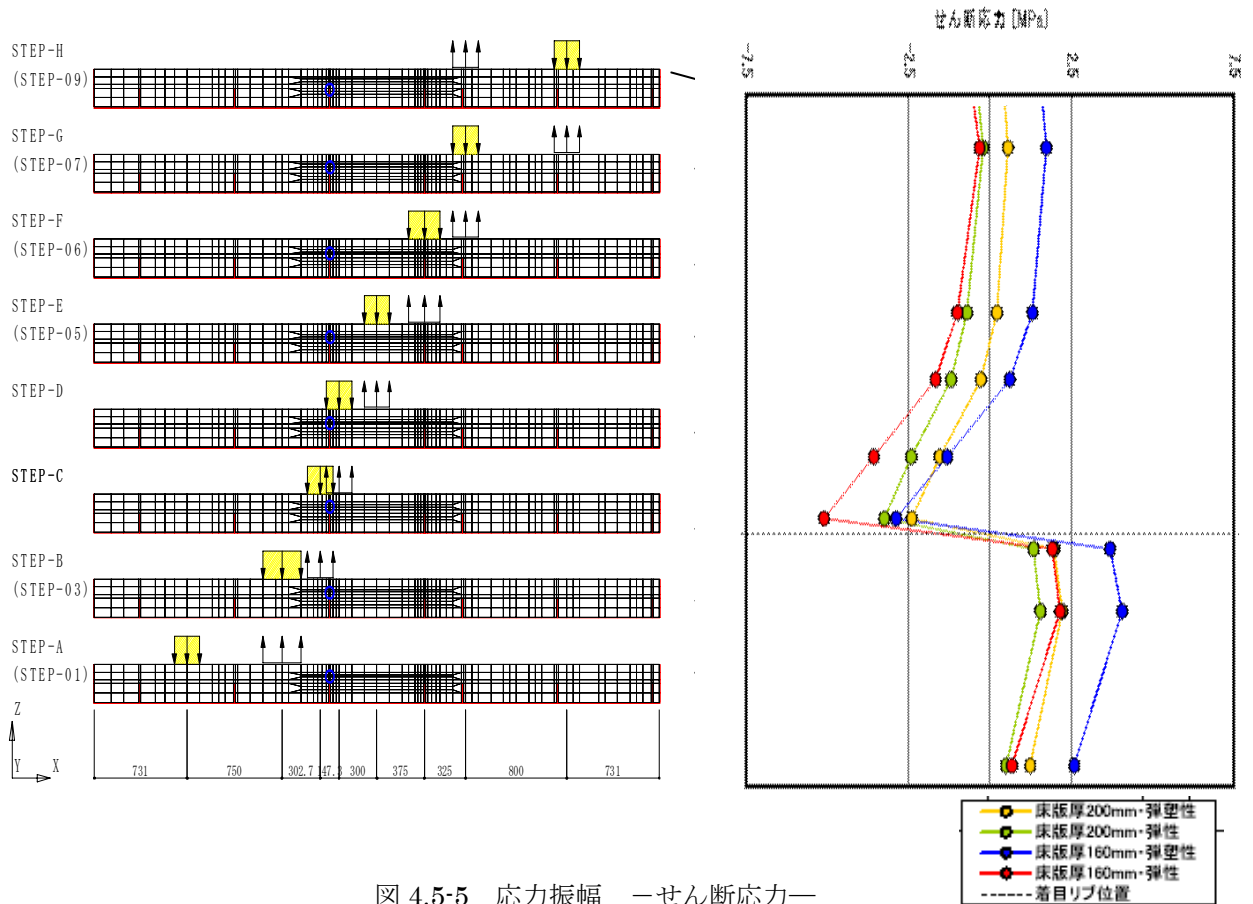 せん断応力 [MPa]
-7.5 -2.5 2.5 7.5
STEP-H
(STEP-09)
STEP-G
(STEP-07)
STEP-F
(STEP-06)
STEP-E
(STEP-05)
STEP-D
STEP-C
STEP-B
(STEP-03)
STEP-A
(STEP-01)
Z
Y X
731 750 302.7 147.3 300 375 325 800 731
床版厚200mm・弾塑性
床版厚200mm・弾性
床版厚160mm・弾塑性
床版厚160mm・弾性
着目リブ位置
図 4.5-5 応力振幅 －せん断応力―